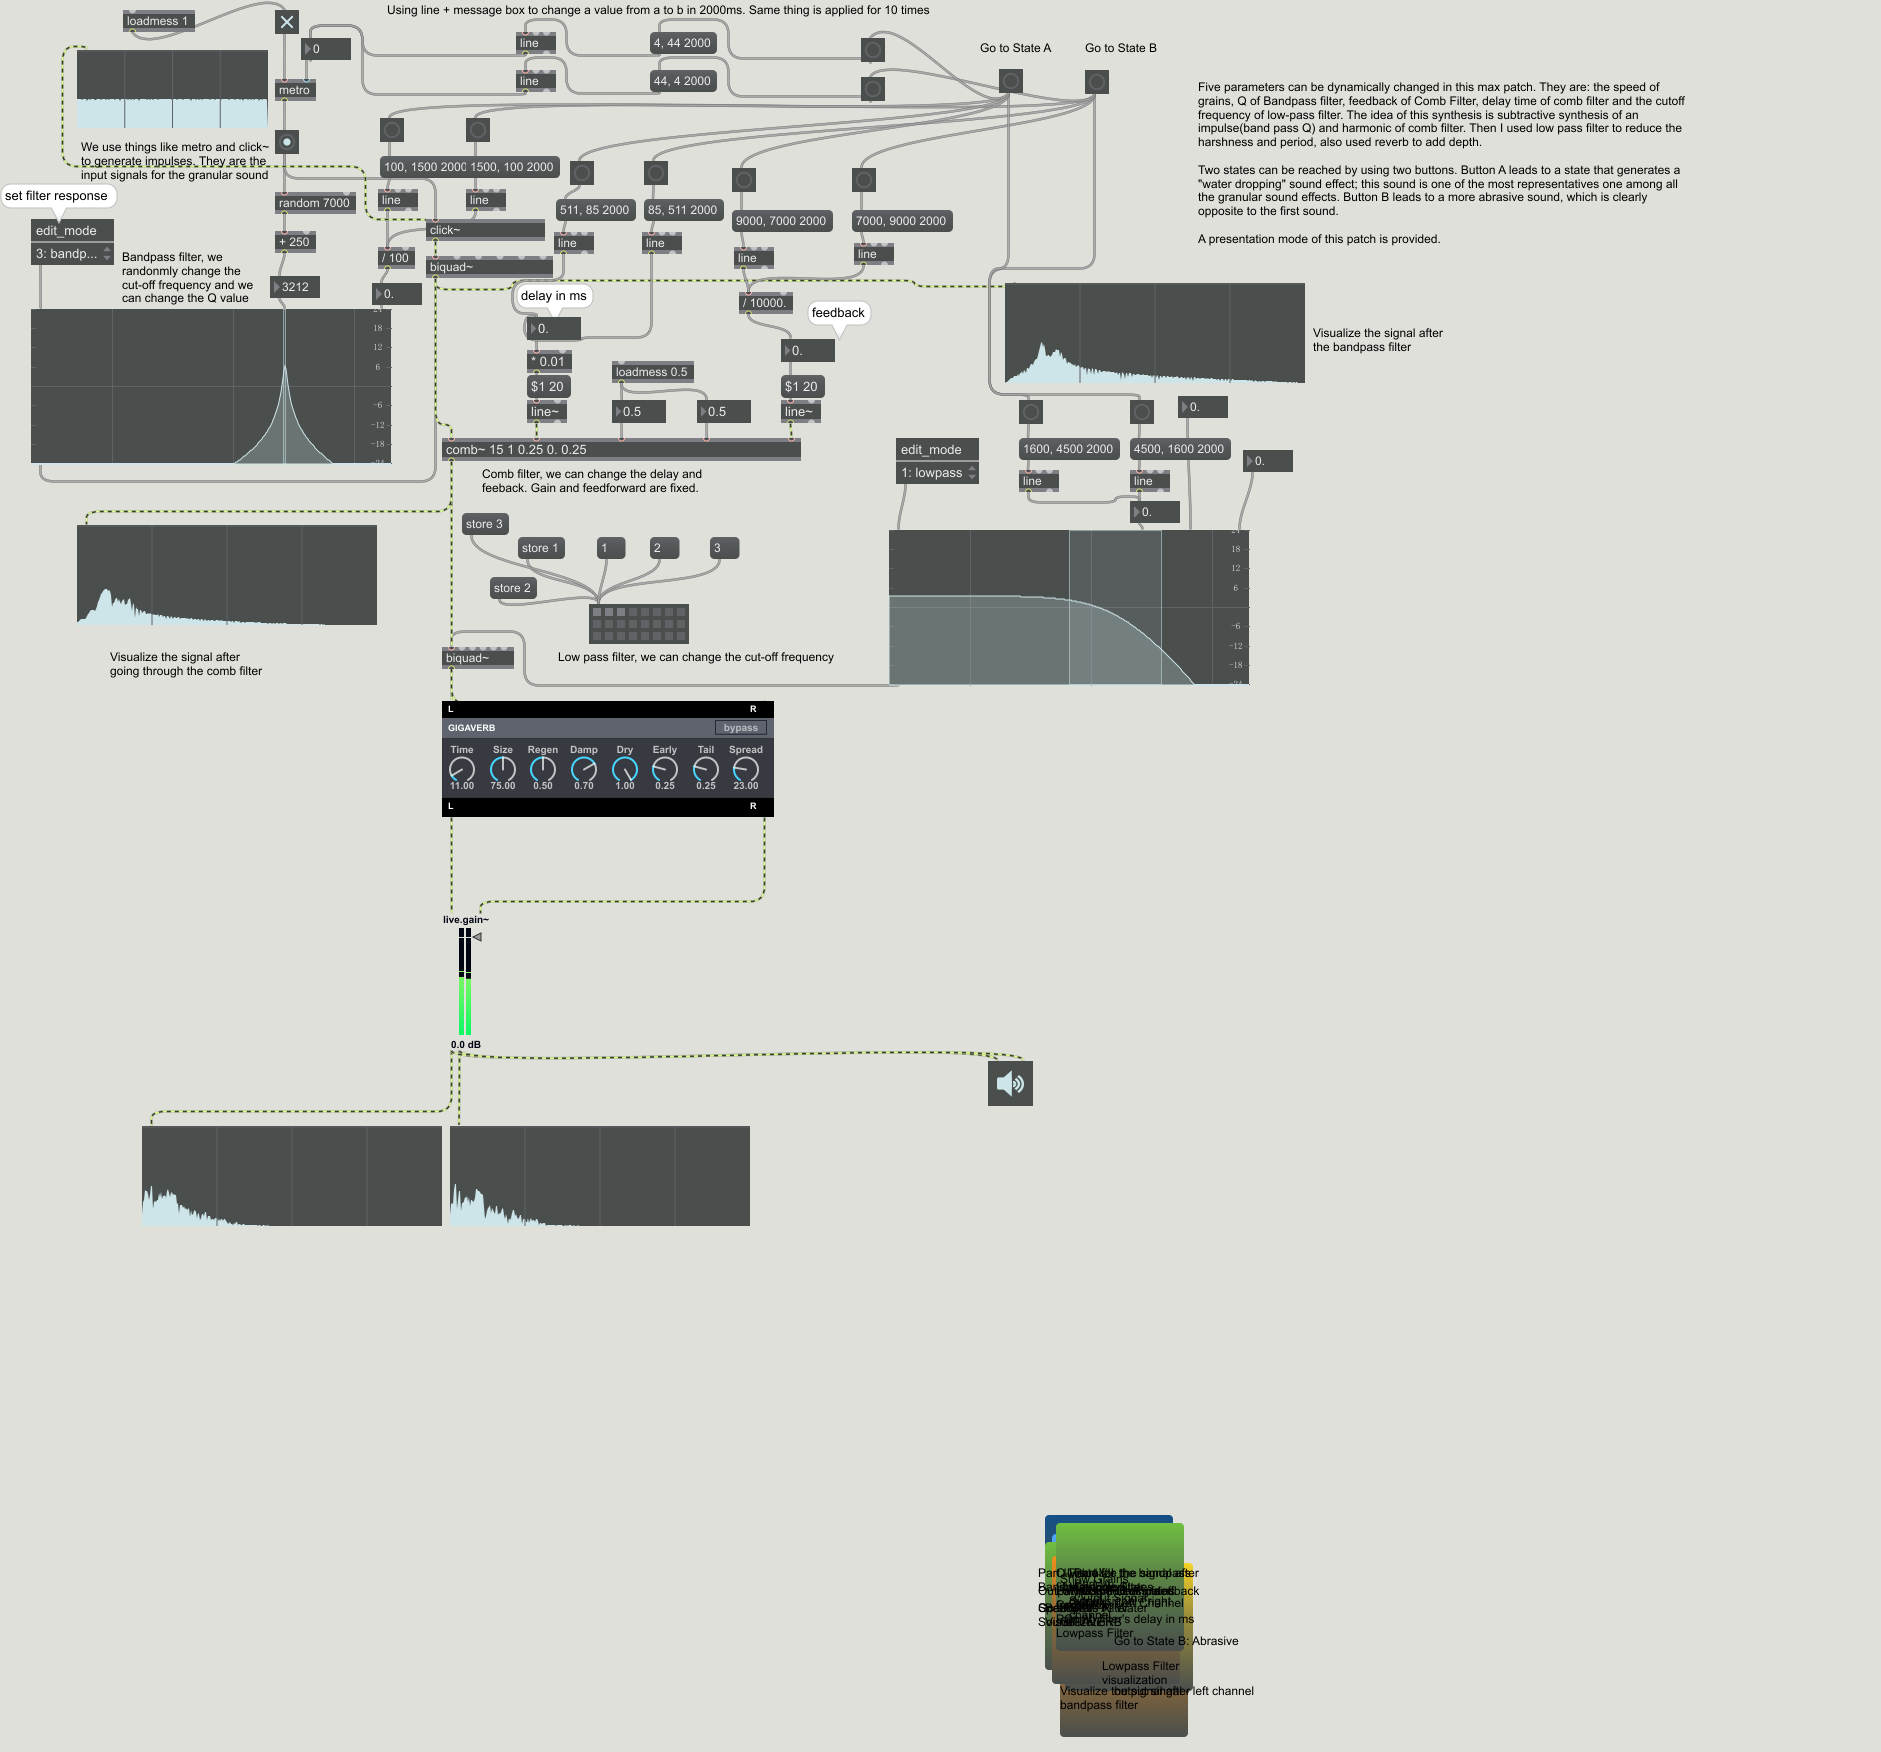 Using line + message box to change a value from a to b in 2000ms. Same thing is applied for 10 times
loadmess 1
0
line
4, 44 2000
Go to State A
Go to State B
line
44, 4 2000
metro
Five parameters can be dynamically changed in this max patch. They are: the speed of
grains, Q of Bandpass filter, feedback of Comb Filter, delay time of comb filter and the cutoff
frequency of low-pass filter. The idea of this synthesis is subtractive synthesis of an
impulse(band pass Q) and harmonic of comb filter. Then I used low pass filter to reduce the
harshness and period, also used reverb to add depth.
Two states can be reached by using two buttons. Button A leads to a state that generates a
"water dropping" sound effect; this sound is one of the most representatives one among all
the granular sound effects. Button B leads to a more abrasive sound, which is clearly
opposite to the first sound.
A presentation mode of this patch is provided.
We use things like metro and click~
to generate impulses. They are the
input signals for the granular sound
100, 1500 2000
1500, 100 2000
set filter response
random 7000
line
line
511, 85 2000
85, 511 2000
9000, 7000 2000
7000, 9000 2000
edit_mode
3: bandp...
+ 250
click~
line
line
line
line
/ 100
biquad~
Bandpass filter, we
randonmly change the
cut-off frequency and we
can change the Q value
3212
0.
delay in ms
/ 10000.
feedback
0.
0.
18
12
6
-6
-12
-18
* 0.01
loadmess 0.5
$1 20
$1 20
line~
0.5
0.5
line~
Visualize the signal after
the bandpass filter
0.
comb~ 15 1 0.25 0. 0.25
edit_mode
1: lowpass
1600, 4500 2000
4500, 1600 2000
0.
line
line
0.
Comb filter, we can change the delay and
feeback. Gain and feedforward are fixed.
store 3
store 1
1
2
3
store 2
18
12
6
-6
-12
-18
biquad~
Low pass filter, we can change the cut-off frequency
Visualize the signal after
going through the comb filter
L R
GIGAVERB bypass
Time Size Regen Damp Dry Early Tail Spread
11.00 75.00 0.50 0.70 1.00 0.25 0.25 23.00
L R
live.gain~
0.0 dB
Lowpass Filter
Go to State B: Abrasive
Lowpass Filter
visualization
bandpass filter